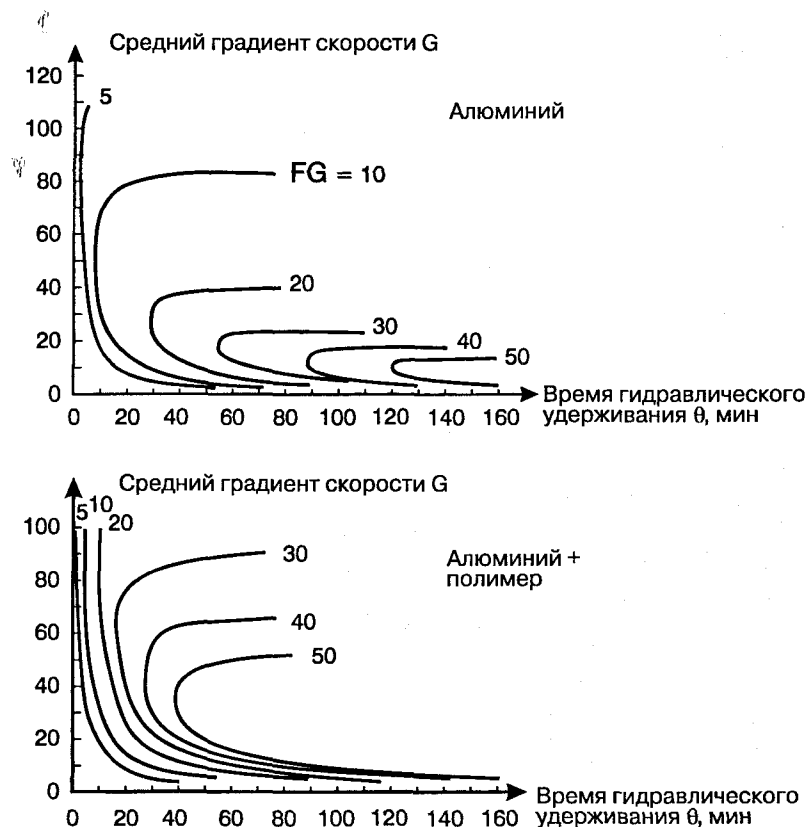 Средний градиент скорости G
120
5
Алюминий
100
80
FG = 10
60
40
20
30
40
20
50
0
0 20 40 60 80 100 120 140 160
Время гидравлического
удерживания θ, мин
Средний градиент скорости G
5 10 20
100
30
Алюминий +
полимер
80
40
60
50
40
20
0
0 20 40 60 80 100 120 140 160
Время гидравлического
удерживания θ, мин